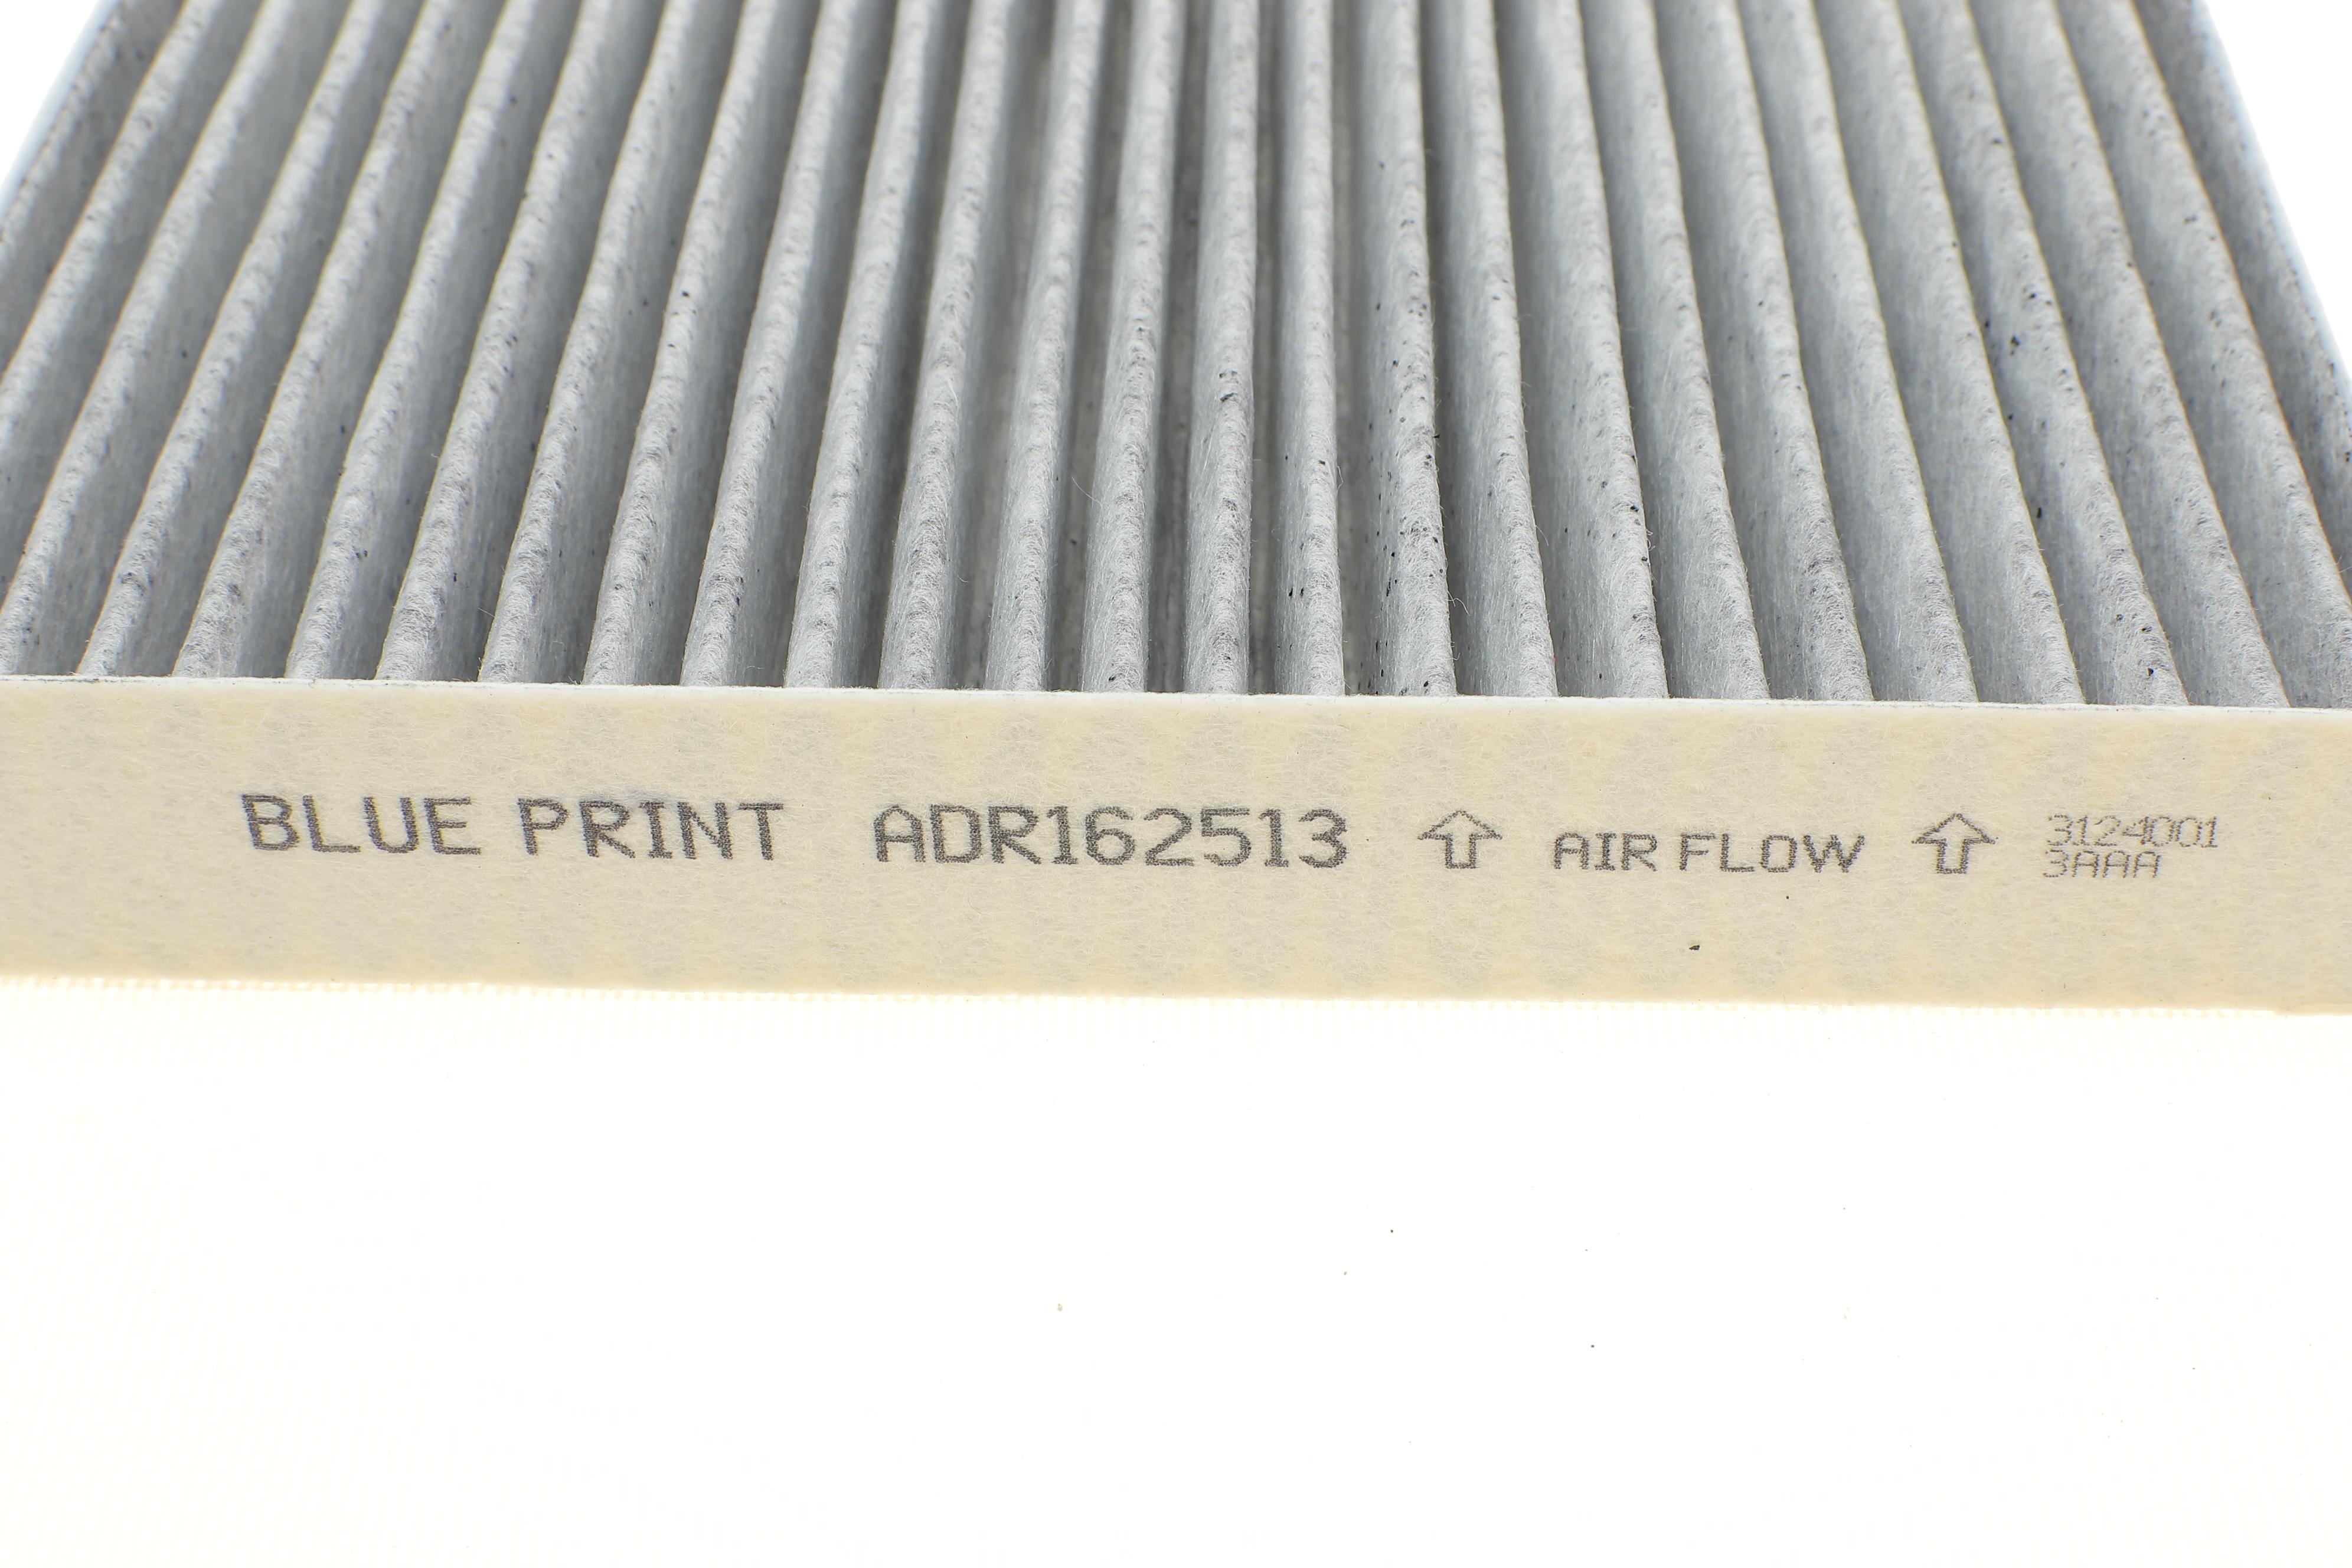 BLUE PRINT ADR162513 ⇧ AIR FLOW ⇧ 3124001
3AAA